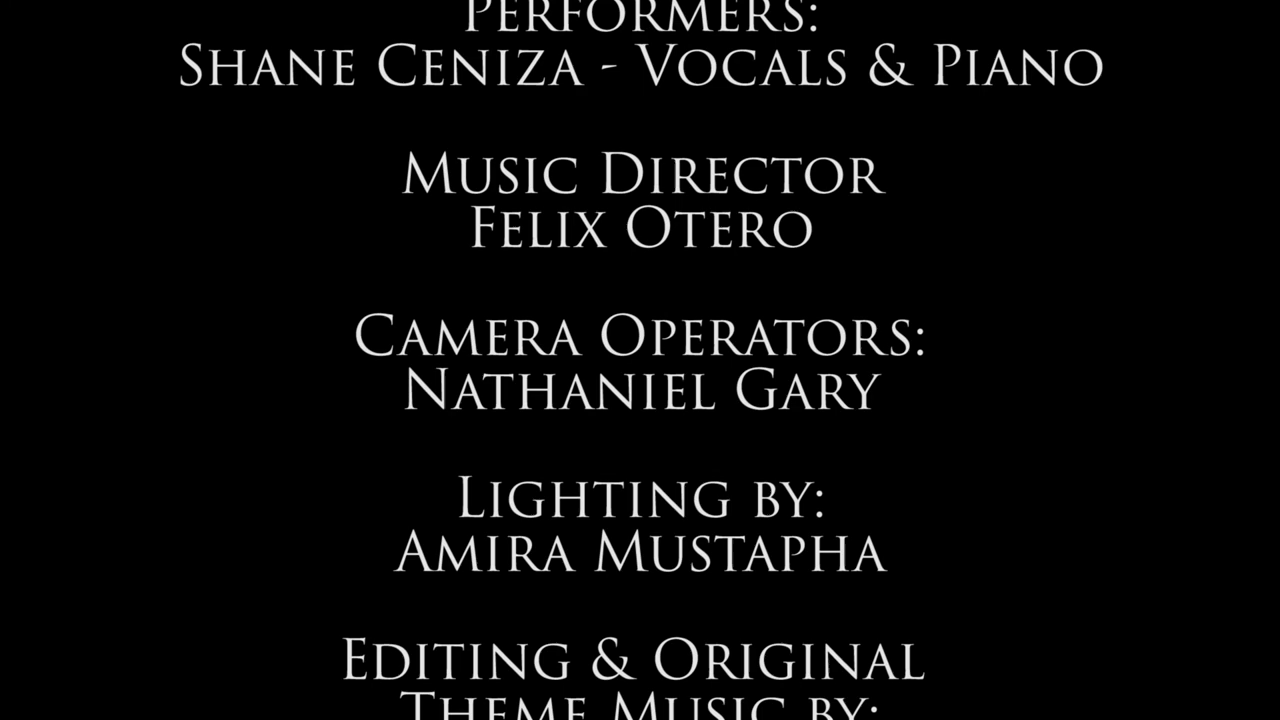 Performers:
Shane Ceniza - Vocals & Piano
Music Director
Felix Otero
Camera Operators:
Nathaniel Gary
Lighting by:
Amira Mustapha
Editing & Original
Theme Music by: